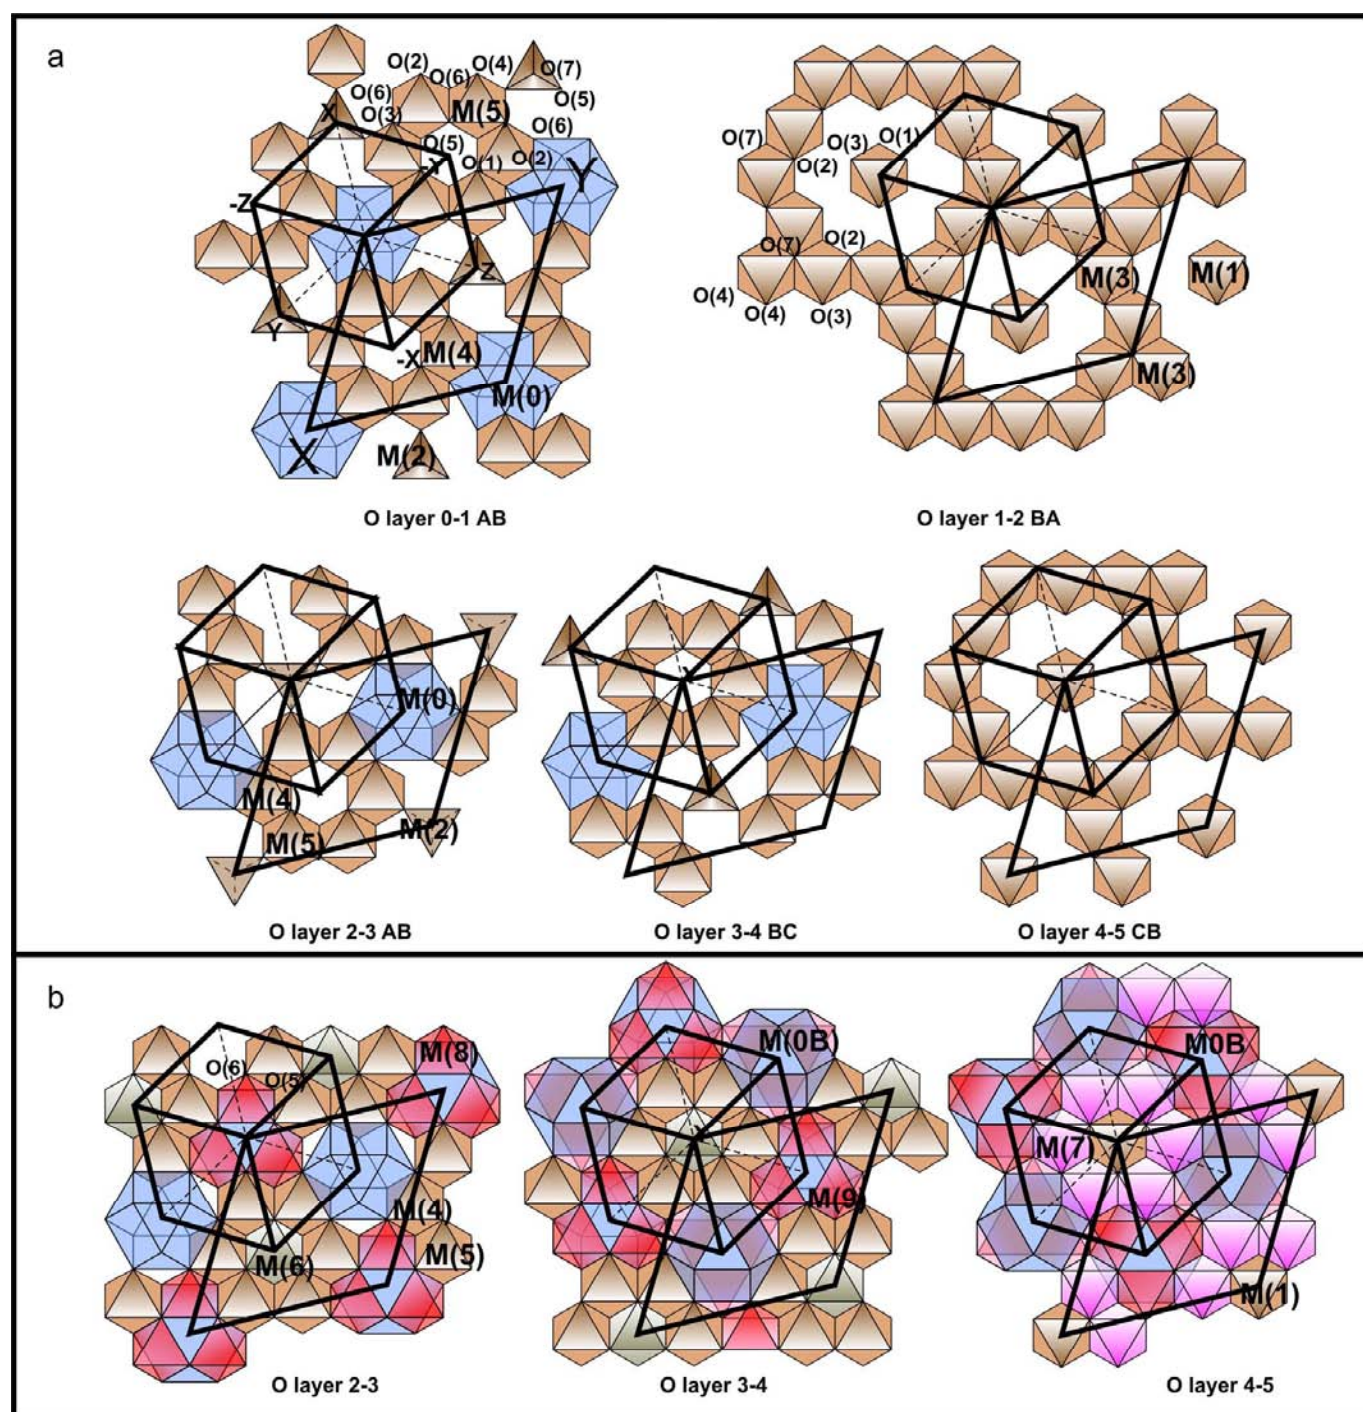 a
O(2) O(4) O(7)
O(6)
O(6) O(5)
X O(3) M(5)
O(6)
O(5)
-Y O(1) O(2) Y
-Z
Z
Y
-X M(4)
M(0)
X M(2)
O layer 0-1 AB
O(7) O(3) O(1)
O(2)
O(7) O(2)
O(4) M(3) M(1)
O(4) O(3)
M(3)
O layer 1-2 BA
M(0)
M(4)
M(5) M(2)
O layer 2-3 AB
O layer 3-4 BC
O layer 4-5 CB
b
M(8)
O(6) O(5)
M(4)
M(5)
M(6)
O layer 2-3
M(0B)
M(9)
O layer 3-4
M0B
M(7)
M(1)
O layer 4-5